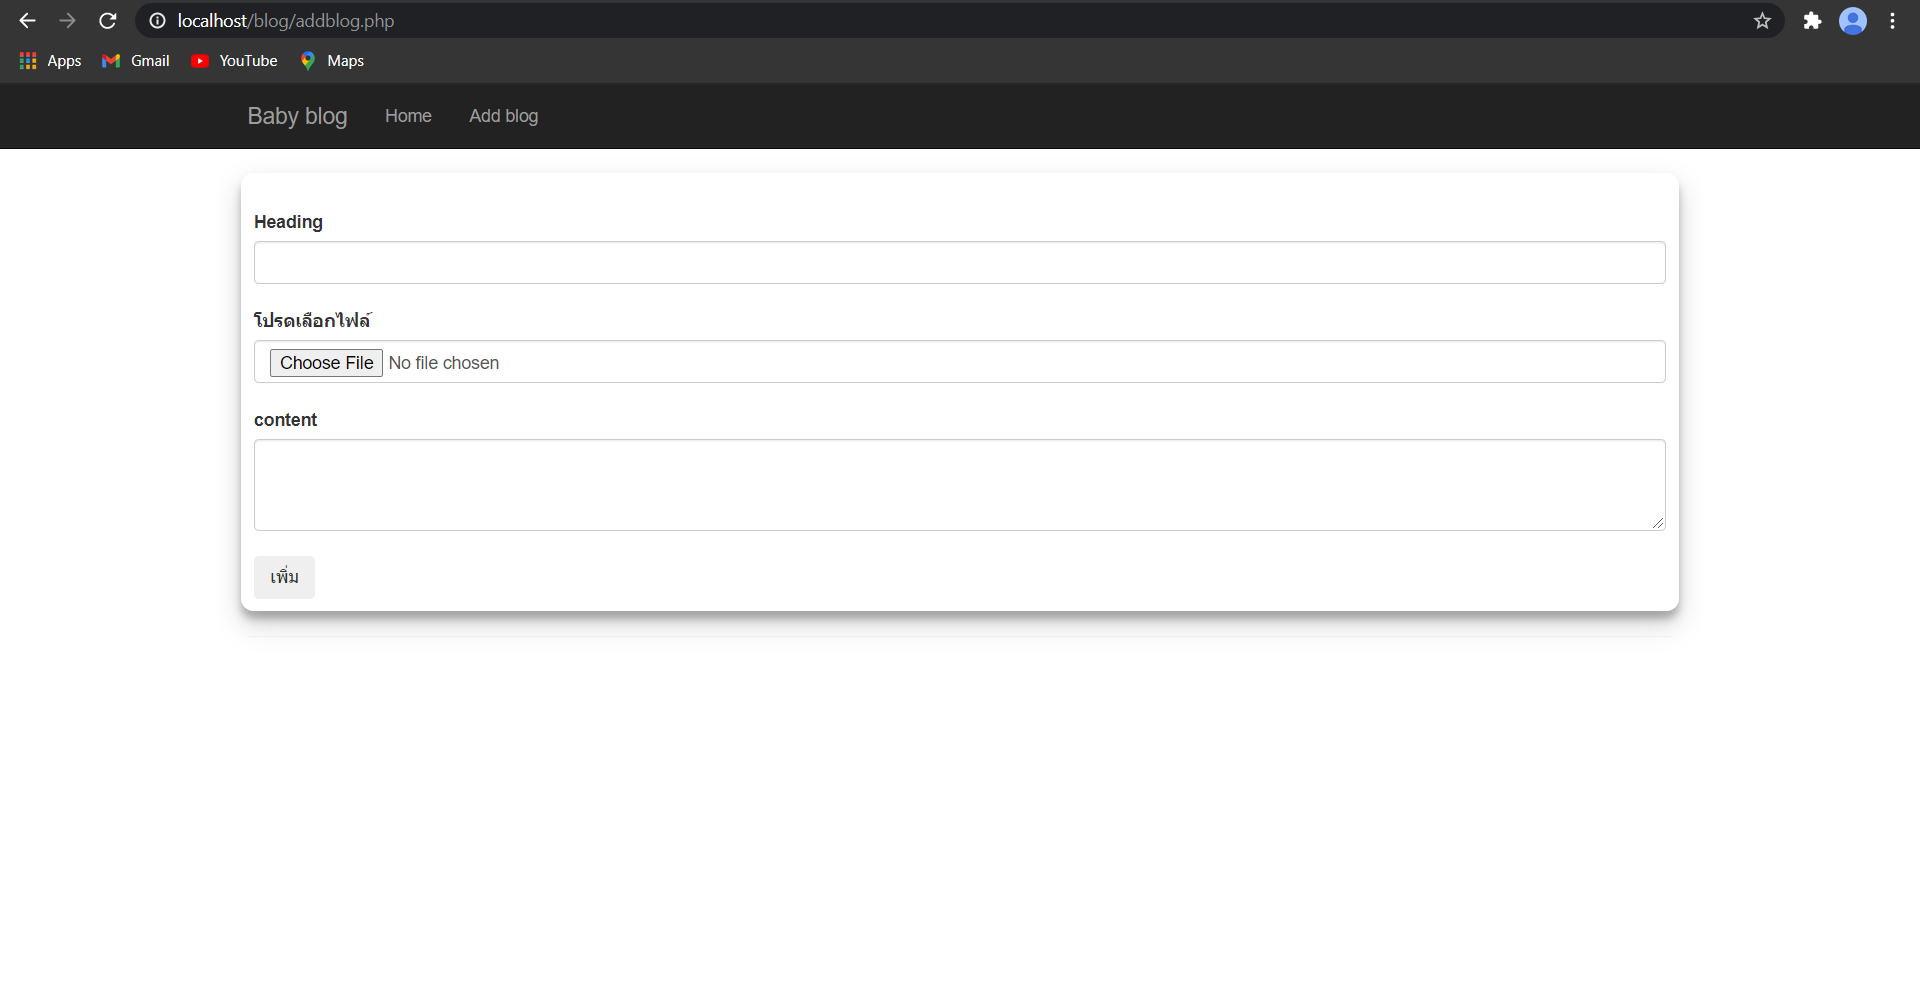 localhost/blog/addblog.php
Apps Gmail YouTube Maps
Baby blog Home Add blog
Heading
โปรดเลือกไฟล์
Choose File No file chosen
content
เพิ่ม